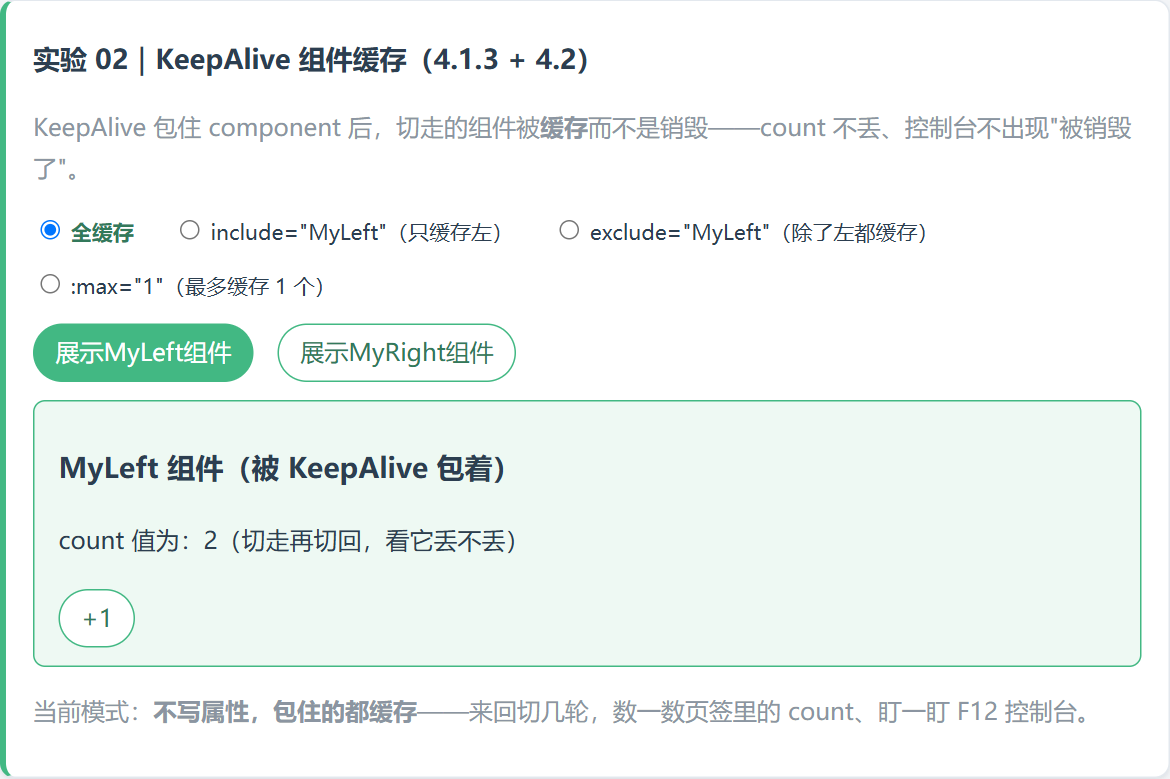 实验 02｜KeepAlive 组件缓存（4.1.3 + 4.2）
KeepAlive 包住 component 后，切走的组件被缓存而不是销毁——count 不丢、控制台不出现"被销毁
了"。
全缓存 include="MyLeft"（只缓存左） exclude="MyLeft"（除了左都缓存）
:max="1"（最多缓存 1 个）
展示MyLeft组件 展示MyRight组件
MyLeft 组件（被 KeepAlive 包着）
count 值为：2（切走再切回，看它丢不丢）
+1
当前模式：不写属性，包住的都缓存——来回切几轮，数一数页签里的 count、盯一盯 F12 控制台。